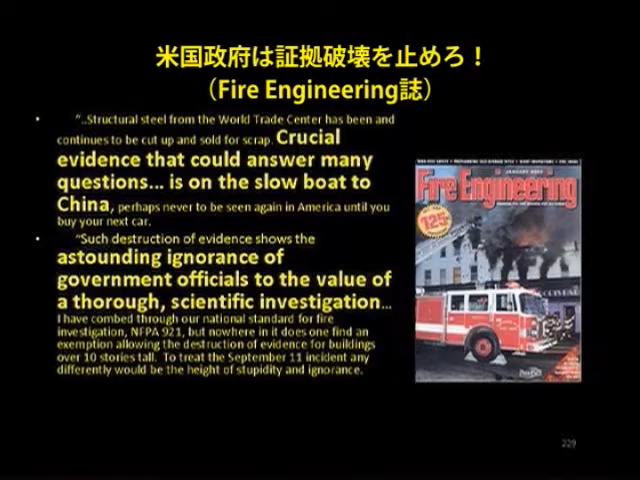 米国政府は証拠破壊を止めろ！
（Fire Engineering誌）
• "..Structural steel from the World Trade Center has been and
continues to be cut up and sold for scrap. Crucial
evidence that could answer many
questions... is on the slow boat to
China, perhaps never to be seen again in America until you
buy your next car.
• "Such destruction of evidence shows the
astounding ignorance of
government officials to the value of
a thorough, scientific investigation...
I have combed through our national standard for fire
investigation, NFPA 921, but nowhere in it does one find an
exemption allowing the destruction of evidence for buildings
over 10 stories tall. To treat the September 11 incident any
differently would be the height of stupidity and ignorance.
Fire Engineering
125
229